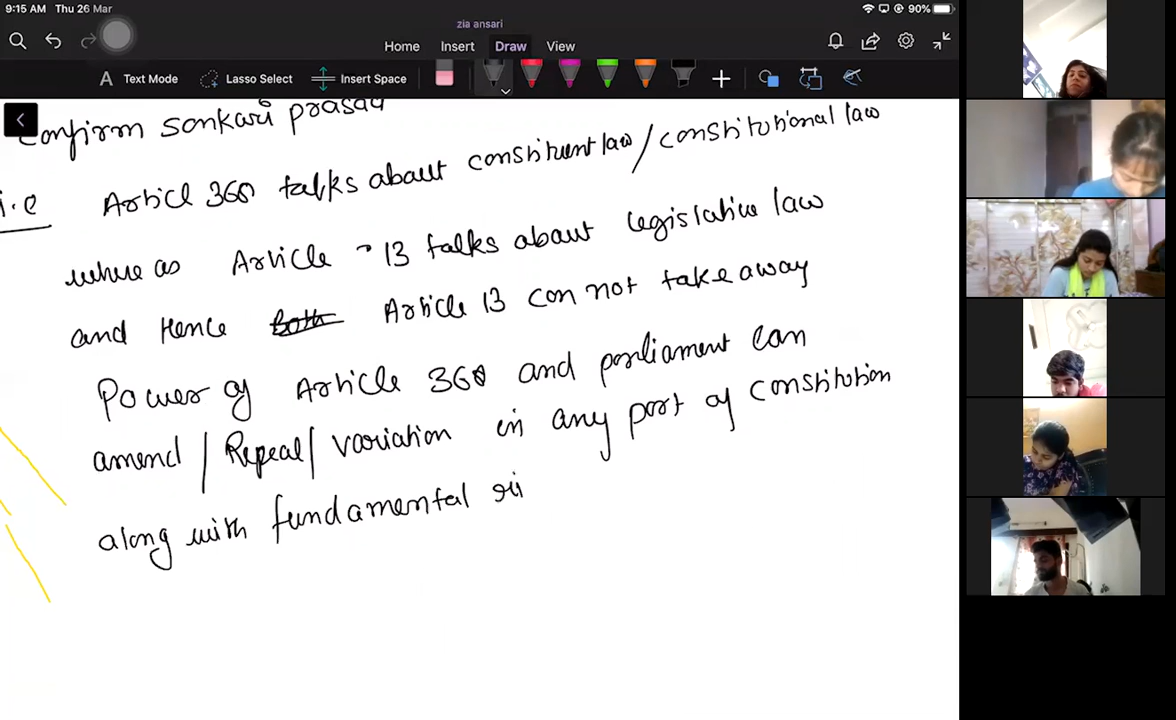 9:15 AM Thu 26 Mar
90%
zia ansari
Home Insert Draw View
Text Mode Lasso Select Insert Space
Confirm Sankari prasad
i.e Article 368 talks about constituent law/constitutional law
where as Article - 13 talks about legislative law
and Hence Both Article 13 can not take away
Power of Article 368 and parliament can
amend / Repeal / variation in any part of constitution
along with fundamental ri